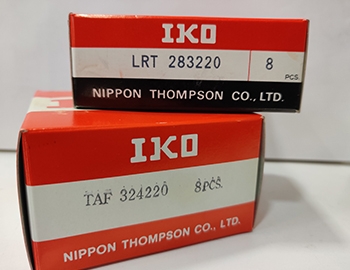 IKO
LRT 283220 8
PCS.
NIPPON THOMPSON CO., LTD.
IKO
TAF 324220 8PCS.
NIPPON THOMPSON CO., LTD.